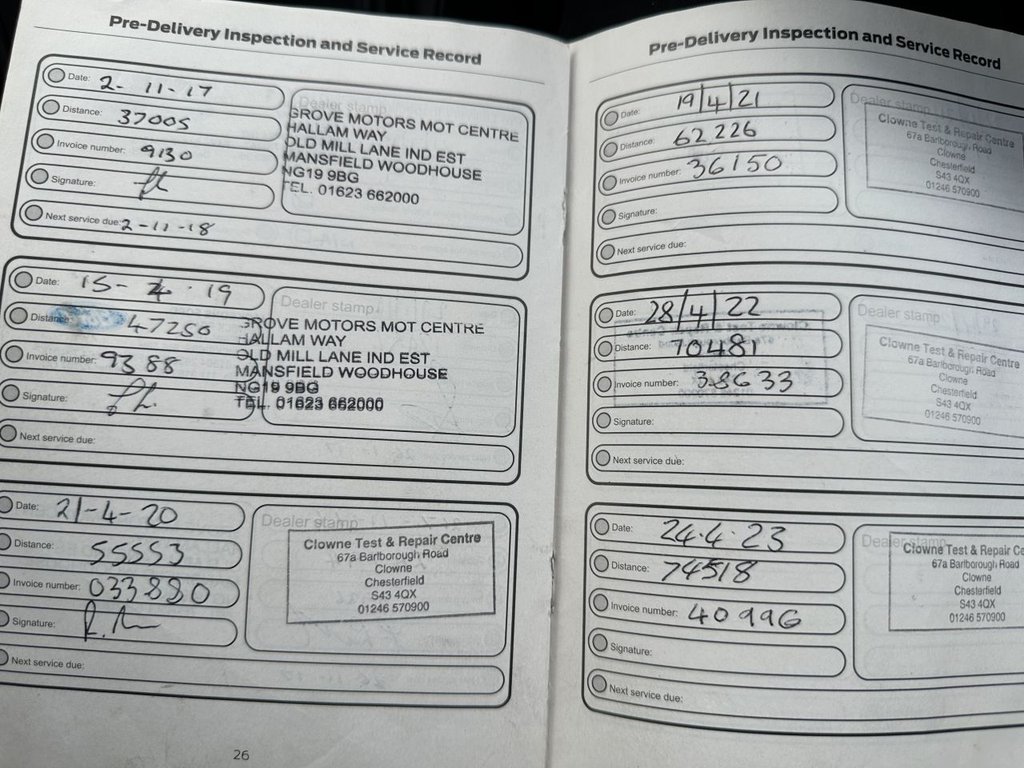 Pre-Delivery Inspection and Service Record
Date: 2-11-17
Distance: 37005
Invoice number: 9130
Signature:
Next service due: 2-11-18
Dealer stamp
GROVE MOTORS MOT CENTRE
HALLAM WAY
OLD MILL LANE IND EST
MANSFIELD WOODHOUSE
NG19 9BG
TEL. 01623 662000
Date: 15-4-19
Distance: 47250
Invoice number: 9388
Signature:
Next service due:
Dealer stamp
GROVE MOTORS MOT CENTRE
HALLAM WAY
OLD MILL LANE IND EST
MANSFIELD WOODHOUSE
NG19 9BG
TEL. 01623 662000
Date: 21-4-20
Distance: 55553
Invoice number: 033880
Signature:
Next service due:
Dealer stamp
Clowne Test & Repair Centre
67a Barlborough Road
Clowne
Chesterfield
S43 4QX
01246 570900
26
Pre-Delivery Inspection and Service Record
Date: 19/4/21
Distance: 62226
Invoice number: 36150
Signature:
Next service due:
Dealer stamp
Clowne Test & Repair Centre
67a Barlborough Road
Clowne
Chesterfield
S43 4QX
01246 570900
Date: 28/4/22
Distance: 70481
Invoice number: 38633
Signature:
Next service due:
Dealer stamp
Clowne Test & Repair Centre
67a Barlborough Road
Clowne
Chesterfield
S43 4QX
01246 570900
Date: 24.4.23
Distance: 74518
Invoice number: 40996
Signature:
Next service due:
Dealer stamp
Clowne Test & Repair Ce
67a Barlborough Road
Clowne
Chesterfield
S43 4QX
01246 570900